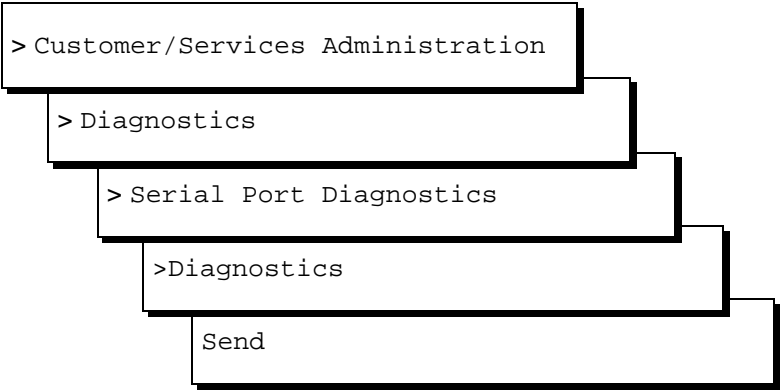 > Customer/Services Administration
> Diagnostics
> Serial Port Diagnostics
>Diagnostics
Send